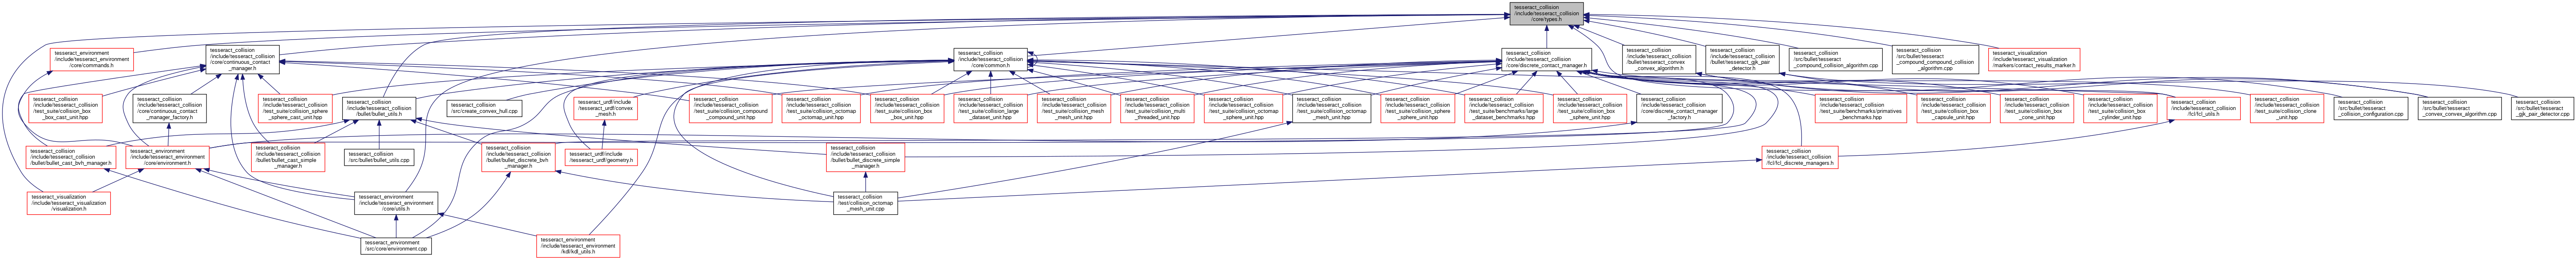 tesseract_collision
/include/tesseract_collision
/core/types.h
tesseract_environment
/include/tesseract_environment
/core/commands.h
tesseract_collision
/include/tesseract_collision
/core/continuous_contact
_manager.h
tesseract_collision
/include/tesseract_collision
/core/common.h
tesseract_collision
/include/tesseract_collision
/core/discrete_contact_manager.h
tesseract_collision
/include/tesseract_collision
/bullet/tesseract_convex
_convex_algorithm.h
tesseract_collision
/include/tesseract_collision
/bullet/tesseract_gjk_pair
_detector.h
tesseract_collision
/src/bullet/tesseract
_compound_collision_algorithm.cpp
tesseract_collision
/src/bullet/tesseract
_compound_compound_collision
_algorithm.cpp
tesseract_visualization
/include/tesseract_visualization
/markers/contact_results_marker.h
tesseract_collision
/include/tesseract_collision
/test_suite/collision_box
_box_cast_unit.hpp
tesseract_collision
/include/tesseract_collision
/core/continuous_contact
_manager_factory.h
tesseract_collision
/include/tesseract_collision
/test_suite/collision_sphere
_sphere_cast_unit.hpp
tesseract_collision
/include/tesseract_collision
/bullet/bullet_utils.h
tesseract_collision
/src/create_convex_hull.cpp
tesseract_urdf/include
/tesseract_urdf/convex
_mesh.h
tesseract_collision
/include/tesseract_collision
/test_suite/collision_compound
_compound_unit.hpp
tesseract_collision
/include/tesseract_collision
/test_suite/collision_octomap
_octomap_unit.hpp
tesseract_collision
/include/tesseract_collision
/test_suite/collision_box
_box_unit.hpp
tesseract_collision
/include/tesseract_collision
/test_suite/collision_large
_dataset_unit.hpp
tesseract_collision
/include/tesseract_collision
/test_suite/collision_mesh
_mesh_unit.hpp
tesseract_collision
/include/tesseract_collision
/test_suite/collision_multi
_threaded_unit.hpp
tesseract_collision
/include/tesseract_collision
/test_suite/collision_octomap
_sphere_unit.hpp
tesseract_collision
/include/tesseract_collision
/test_suite/collision_octomap
_mesh_unit.hpp
tesseract_collision
/include/tesseract_collision
/test_suite/collision_sphere
_sphere_unit.hpp
tesseract_collision
/include/tesseract_collision
/test_suite/benchmarks/large
_dataset_benchmarks.hpp
tesseract_collision
/include/tesseract_collision
/test_suite/collision_box
_sphere_unit.hpp
tesseract_collision
/include/tesseract_collision
/core/discrete_contact_manager
_factory.h
tesseract_collision
/include/tesseract_collision
/test_suite/benchmarks/primatives
_benchmarks.hpp
tesseract_collision
/include/tesseract_collision
/test_suite/collision_box
_capsule_unit.hpp
tesseract_collision
/include/tesseract_collision
/test_suite/collision_box
_cone_unit.hpp
tesseract_collision
/include/tesseract_collision
/test_suite/collision_box
_cylinder_unit.hpp
tesseract_collision
/include/tesseract_collision
/fcl/fcl_utils.h
tesseract_collision
/include/tesseract_collision
/test_suite/collision_clone
_unit.hpp
tesseract_collision
/src/bullet/tesseract
_collision_configuration.cpp
tesseract_collision
/src/bullet/tesseract
_convex_convex_algorithm.cpp
tesseract_collision
/src/bullet/tesseract
_gjk_pair_detector.cpp
tesseract_collision
/include/tesseract_collision
/bullet/bullet_cast_bvh_manager.h
tesseract_environment
/include/tesseract_environment
/core/environment.h
tesseract_collision
/include/tesseract_collision
/bullet/bullet_cast_simple
_manager.h
tesseract_collision
/src/bullet/bullet_utils.cpp
tesseract_collision
/include/tesseract_collision
/bullet/bullet_discrete_bvh
_manager.h
tesseract_urdf/include
/tesseract_urdf/geometry.h
tesseract_collision
/include/tesseract_collision
/bullet/bullet_discrete_simple
_manager.h
tesseract_collision
/include/tesseract_collision
/fcl/fcl_discrete_managers.h
tesseract_visualization
/include/tesseract_visualization
/visualization.h
tesseract_environment
/include/tesseract_environment
/core/utils.h
tesseract_collision
/test/collision_octomap
_mesh_unit.cpp
tesseract_environment
/src/core/environment.cpp
tesseract_environment
/include/tesseract_environment
/kdl/kdl_utils.h